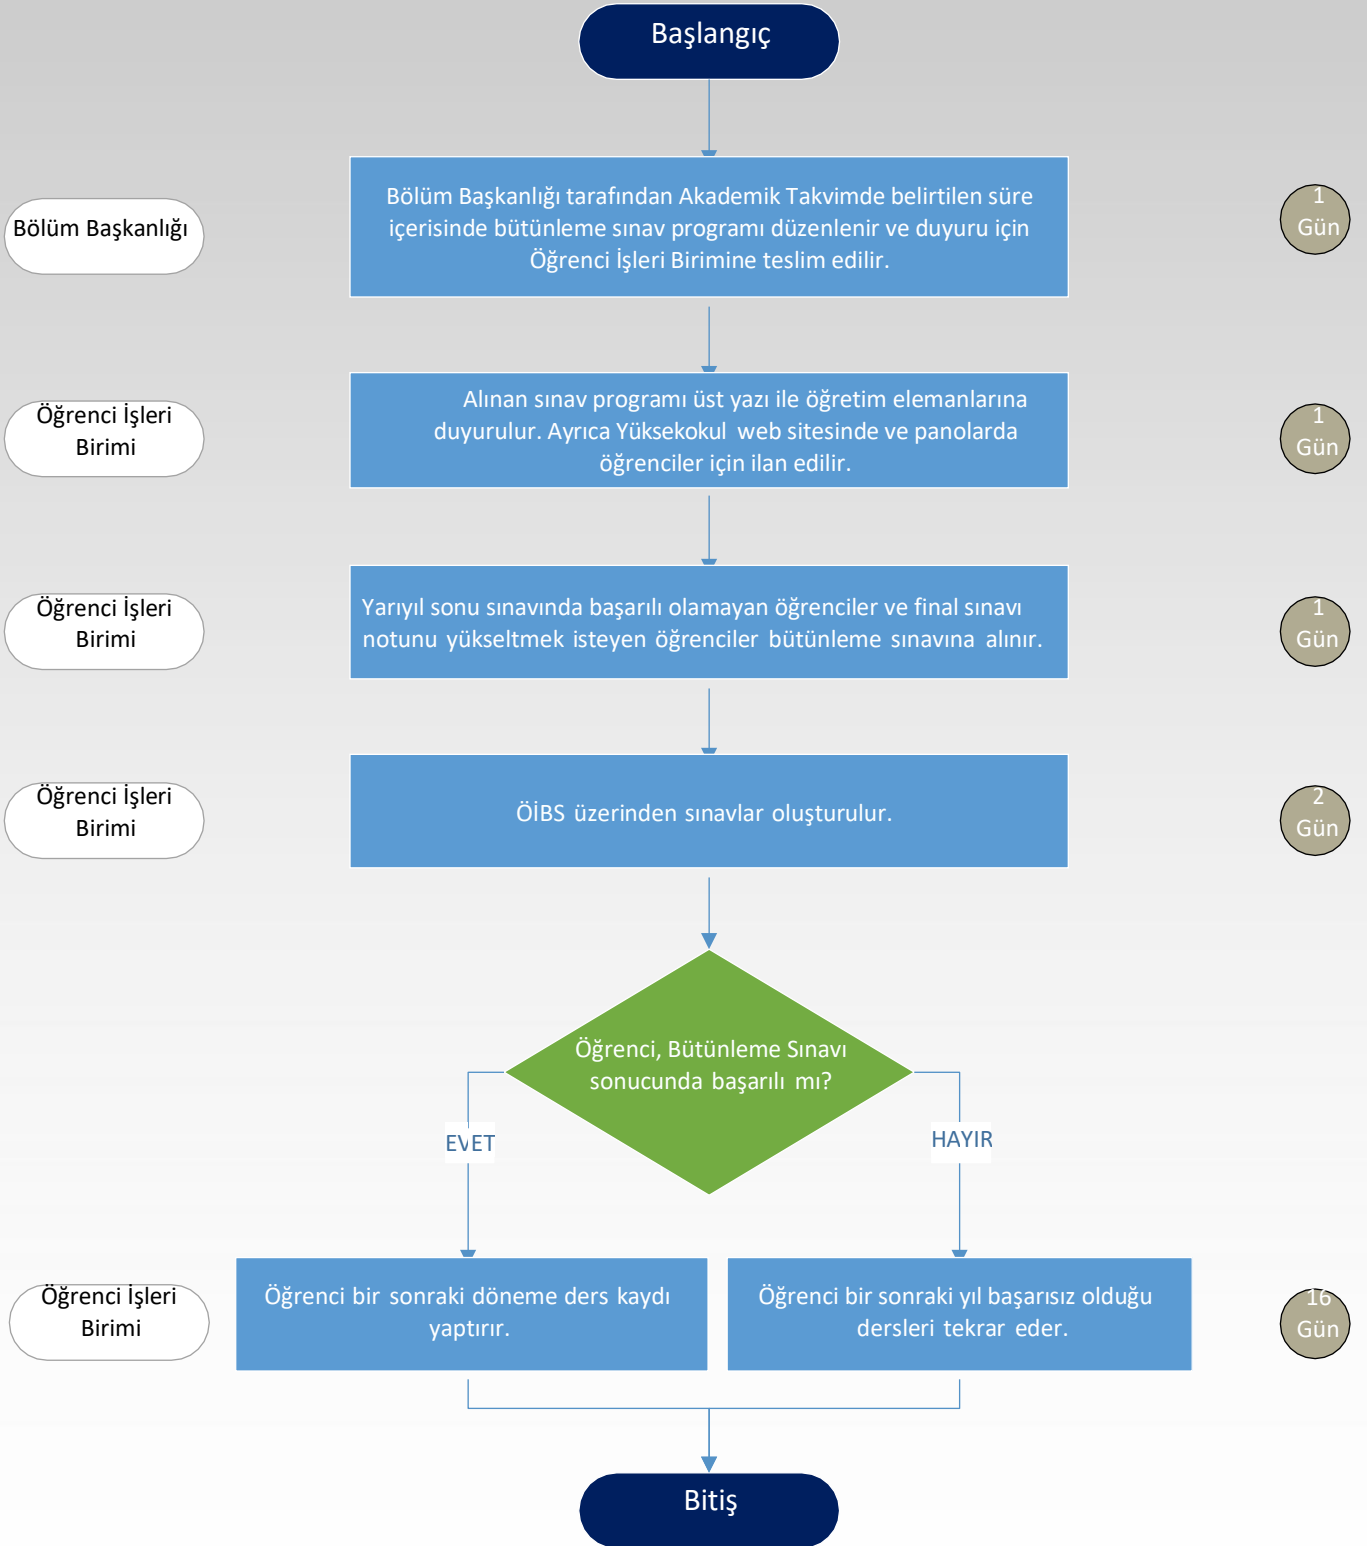 Başlangıç
Bölüm Başkanlığı
Bölüm Başkanlığı tarafından Akademik Takvimde belirtilen süre
içerisinde bütünleme sınav programı düzenlenir ve duyuru için
Öğrenci İşleri Birimine teslim edilir.
1
Gün
Öğrenci İşleri
Birimi
Alınan sınav programı üst yazı ile öğretim elemanlarına
duyurulur. Ayrıca Yüksekokul web sitesinde ve panolarda
öğrenciler için ilan edilir.
1
Gün
Öğrenci İşleri
Birimi
Yarıyıl sonu sınavında başarılı olamayan öğrenciler ve final sınavı
notunu yükseltmek isteyen öğrenciler bütünleme sınavına alınır.
1
Gün
Öğrenci İşleri
Birimi
ÖİBS üzerinden sınavlar oluşturulur.
2
Gün
Öğrenci, Bütünleme Sınavı
sonucunda başarılı mı?
EVET
HAYIR
Öğrenci İşleri
Birimi
Öğrenci bir sonraki döneme ders kaydı
yaptırır.
Öğrenci bir sonraki yıl başarısız olduğu
dersleri tekrar eder.
16
Gün
Bitiş